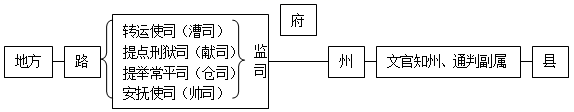 府
转运使司（漕司）
提点刑狱司（献司）
提举常平司（仓司）
安抚使司（帅司）
监司
地方
路
州
文官知州、通判副属
县